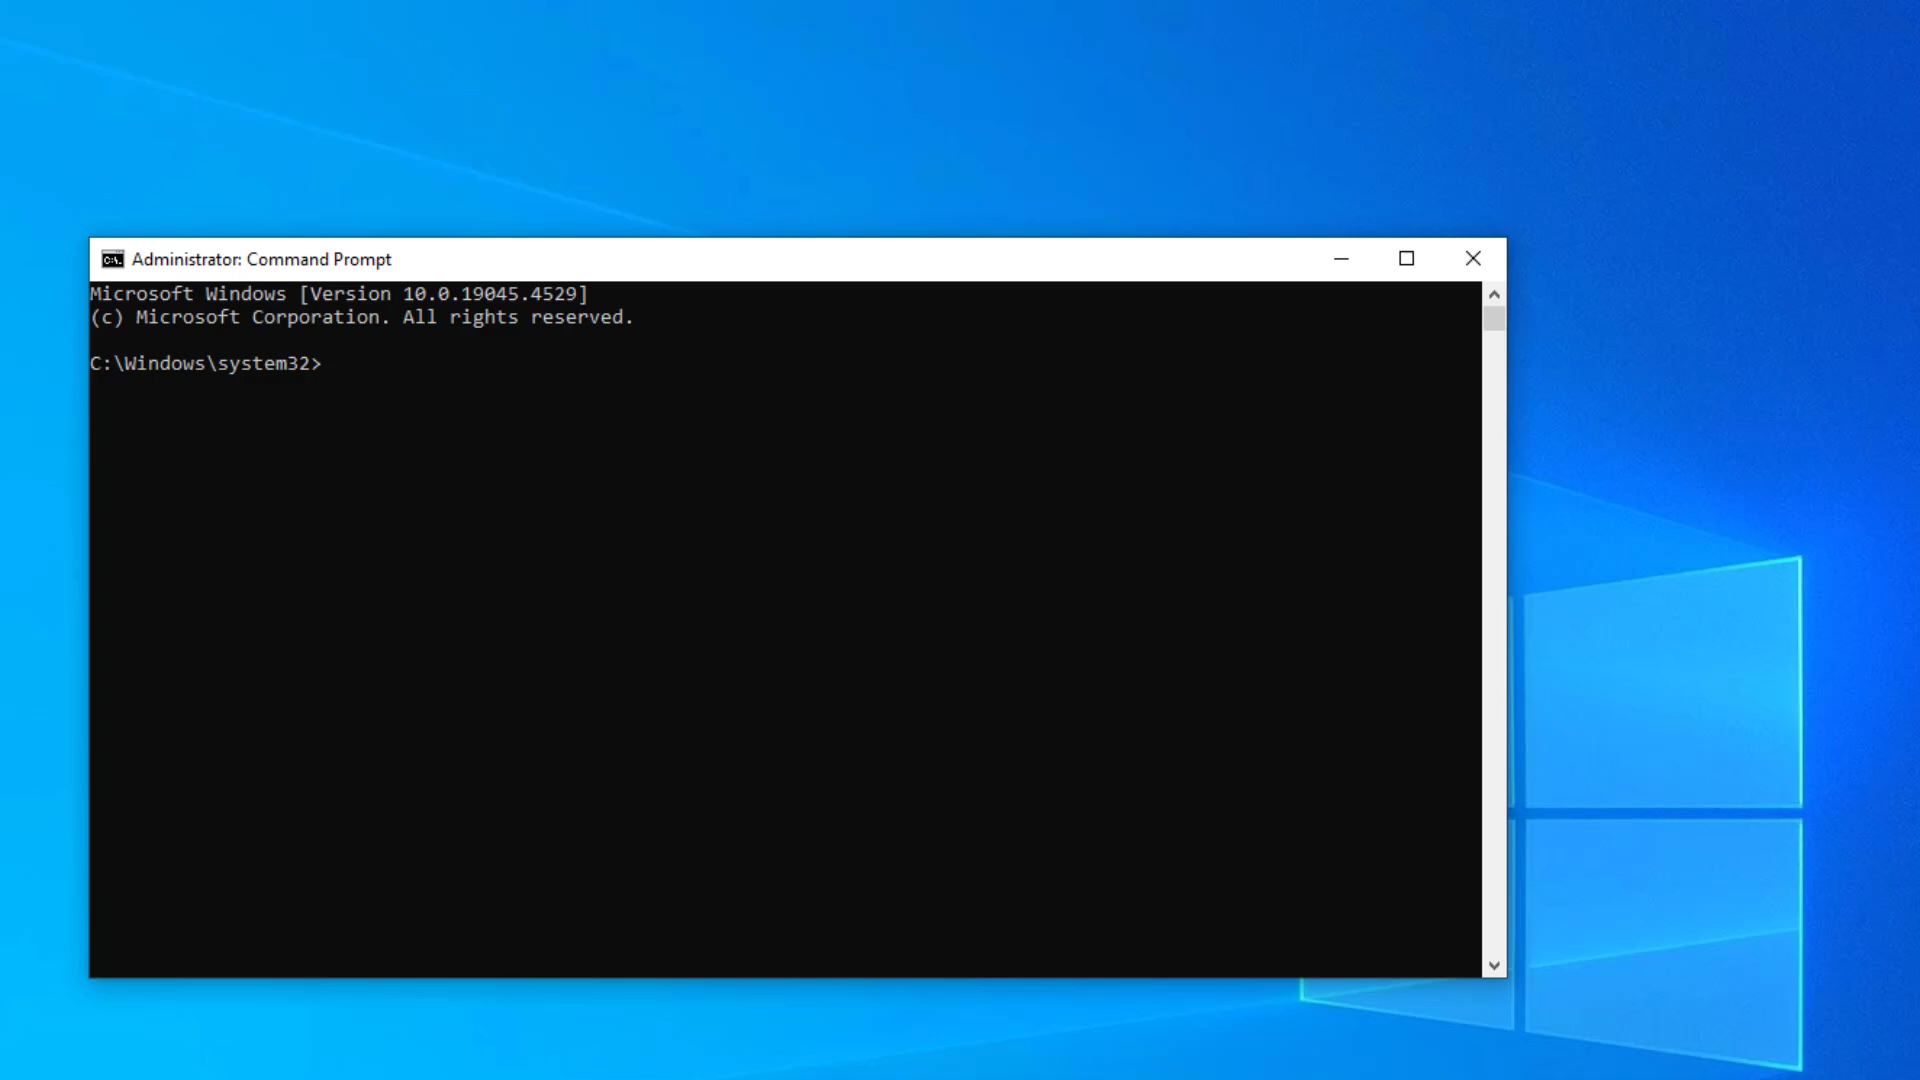 Administrator: Command Prompt
Microsoft Windows [Version 10.0.19045.4529]
(c) Microsoft Corporation. All rights reserved.
C:\Windows\system32>